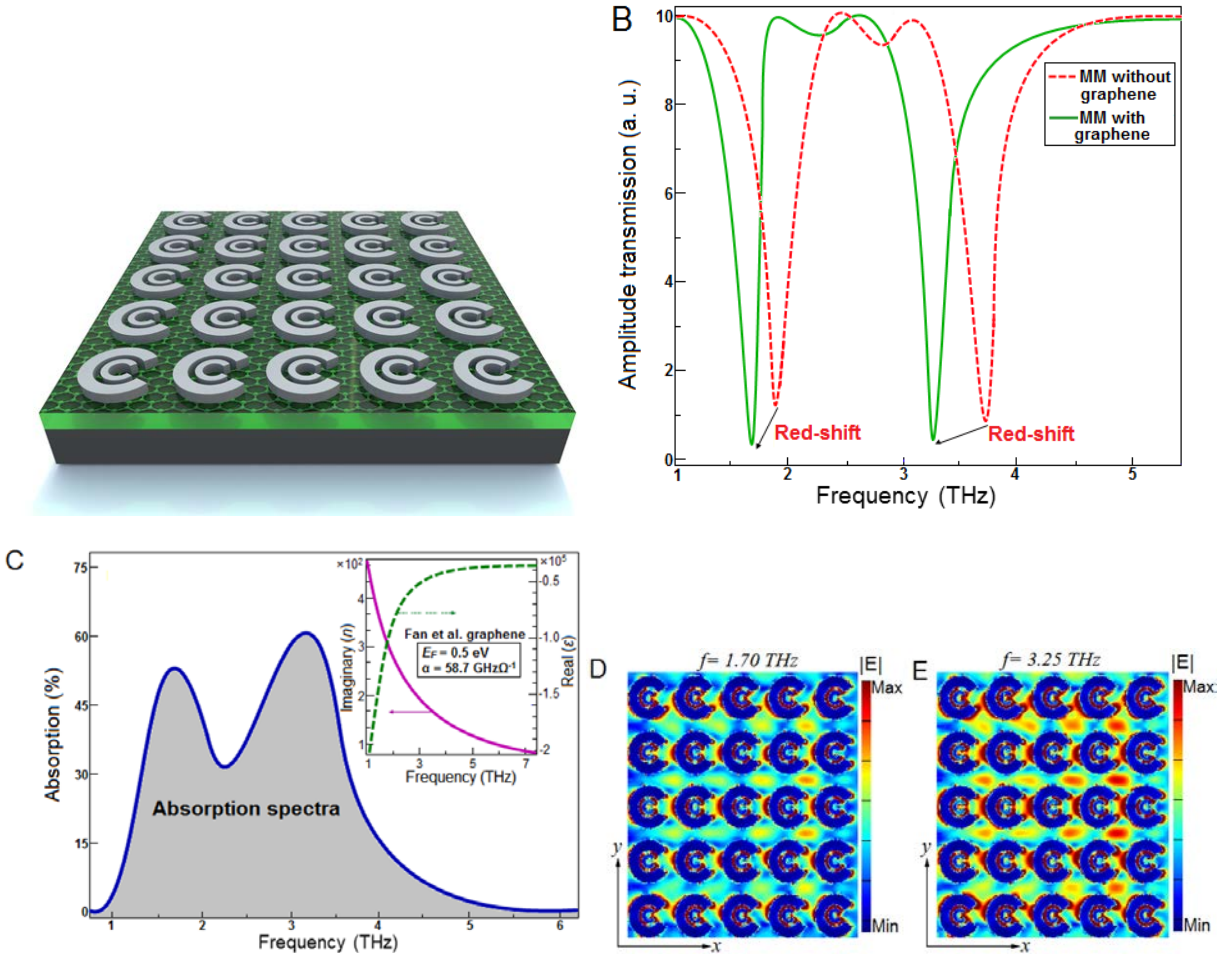 B
Amplitude transmission (a. u.)
10
8
6
4
2
0
MM without
graphene
MM with
graphene
Red-shift
Red-shift
1
2
3
4
5
Frequency (THz)
C
Absorption (%)
75
60
45
30
15
0
Absorption spectra
1
2
3
4
5
6
Frequency (THz)
×10²
4
3
2
1
Imaginary (n)
×10⁵
-0.5
-1.0
-1.5
-2
Real (ε)
Fan et al. graphene
E_F = 0.5 eV
α = 58.7 GHzΩ⁻¹
1
3
5
7
Frequency (THz)
D
f= 1.70 THz
|E|
Max
Min
y
x
E
f= 3.25 THz
|E|
Max
Min
y
x